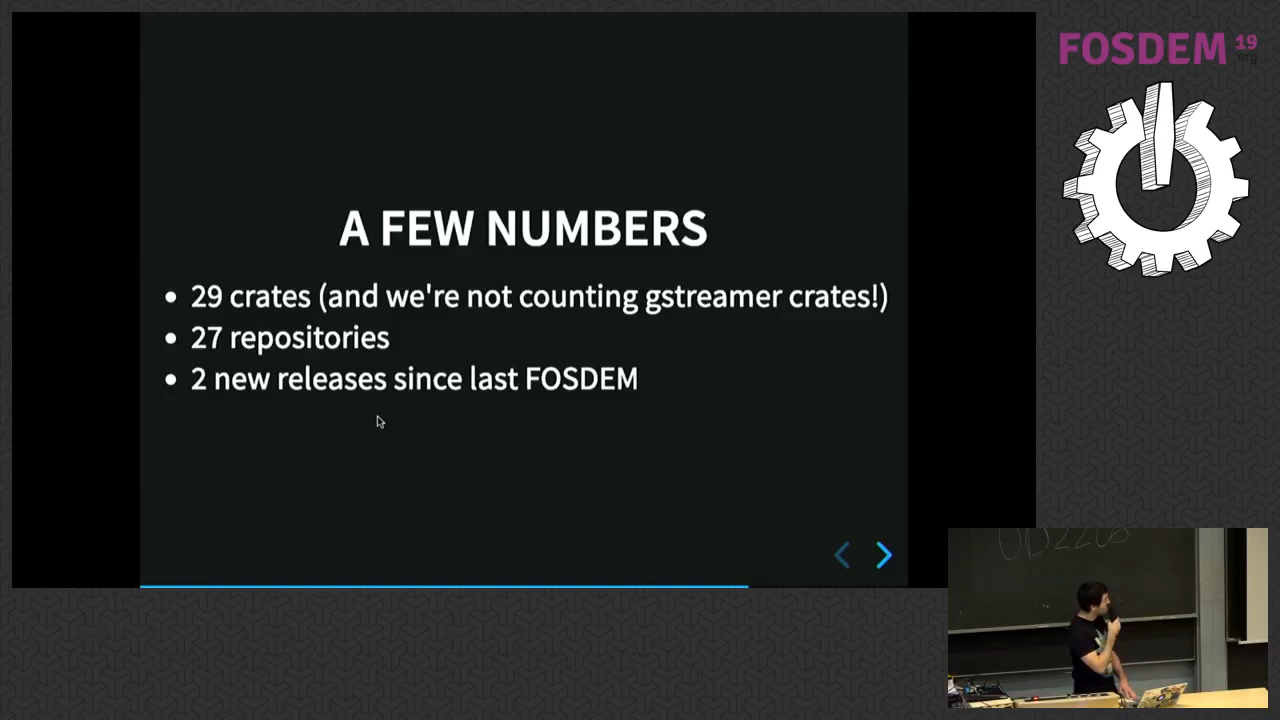 FOSDEM 19
.org
A FEW NUMBERS
• 29 crates (and we're not counting gstreamer crates!)
• 27 repositories
• 2 new releases since last FOSDEM